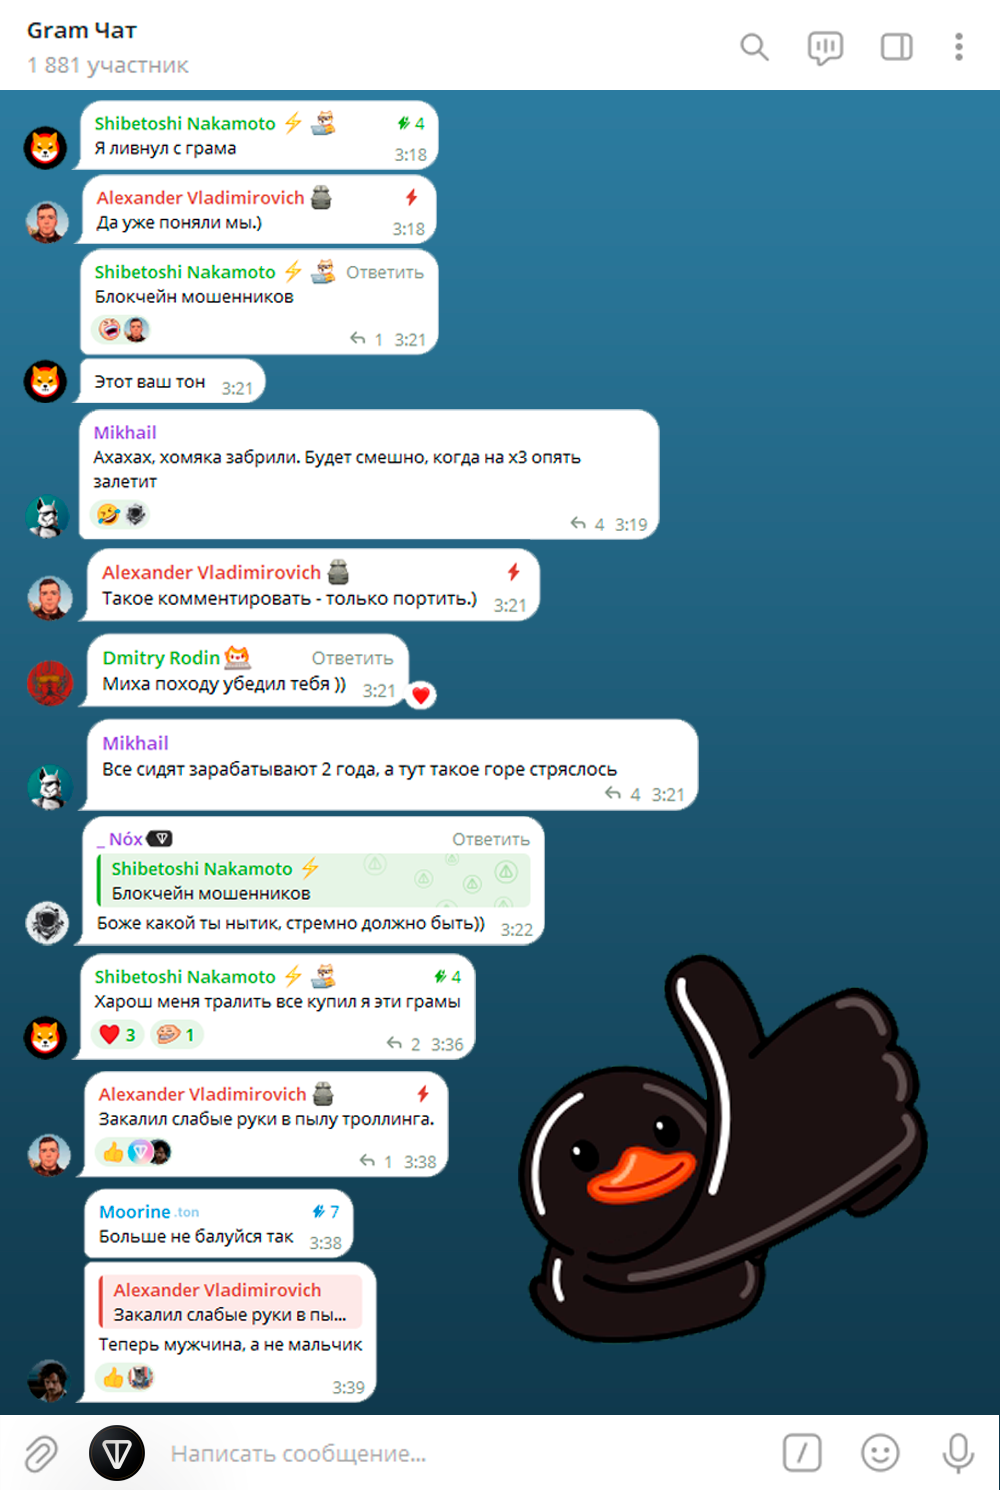 Gram Чат
1 881 участник
Shibetoshi Nakamoto 4
Я ливнул с грама
3:18
Alexander Vladimirovich
Да уже поняли мы.)
3:18
Shibetoshi Nakamoto Ответить
Блокчейн мошенников
1 3:21
Этот ваш тон 3:21
Mikhail
Ахахах, хомяка забрили. Будет смешно, когда на х3 опять
залетит
4 3:19
Alexander Vladimirovich
Такое комментировать - только портить.) 3:21
Dmitry Rodin Ответить
Миха походу убедил тебя )) 3:21
Mikhail
Все сидят зарабатывают 2 года, а тут такое горе стряслось
4 3:21
_ Nóx Ответить
Shibetoshi Nakamoto
Блокчейн мошенников
Боже какой ты нытик, стремно должно быть)) 3:22
Shibetoshi Nakamoto 4
Харош меня тралить все купил я эти грамы
3 1
2 3:36
Alexander Vladimirovich
Закалил слабые руки в пылу троллинга.
1 3:38
Moorine .ton 7
Больше не балуйся так 3:38
Alexander Vladimirovich
Закалил слабые руки в пы...
Теперь мужчина, а не мальчик
3:39
Написать сообщение...